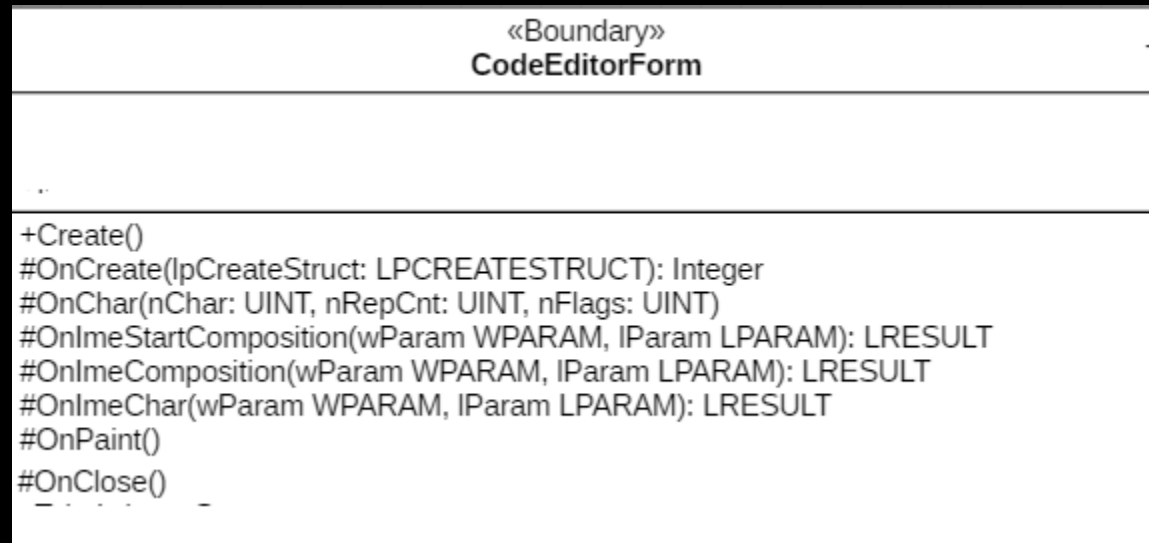 «Boundary»
CodeEditorForm
+Create()
#OnCreate(lpCreateStruct: LPCREATESTRUCT): Integer
#OnChar(nChar: UINT, nRepCnt: UINT, nFlags: UINT)
#OnImeStartComposition(wParam WPARAM, lParam LPARAM): LRESULT
#OnImeComposition(wParam WPARAM, lParam LPARAM): LRESULT
#OnImeChar(wParam WPARAM, lParam LPARAM): LRESULT
#OnPaint()
#OnClose()